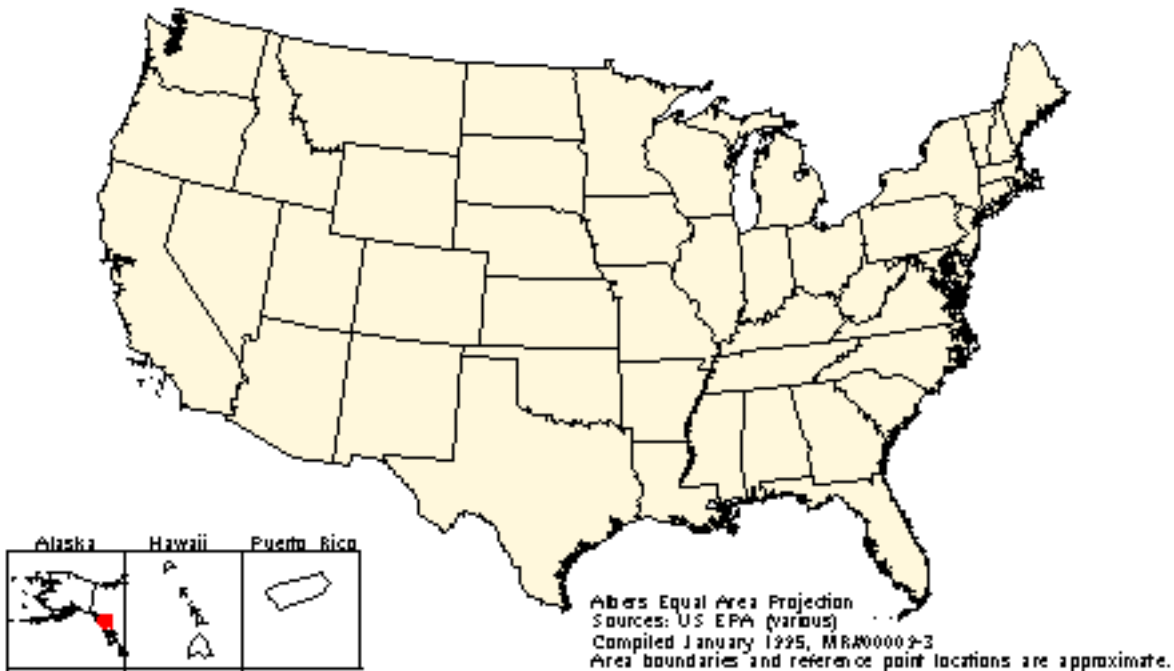 Alaska
Hawaii
Puerto Rico
Albers Equal Area Projection
Sources: US EPA (various)
Compiled January 1995, MR#00009-3
Area boundaries and reference point locations are approximate.